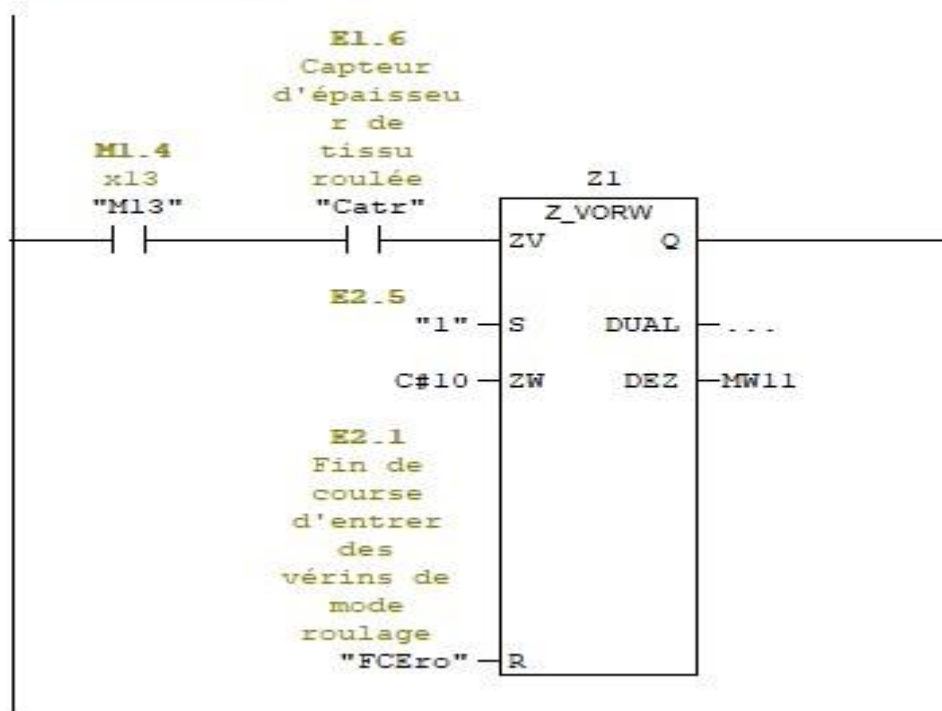 E1.6
Capteur
d'épaisseu
r de
tissu
roulée
"Catr"
M1.4
x13
"M13"
Z1
Z_VORW
ZV Q
E2.5
"1" S DUAL ...
C#10 ZW DEZ MW11
E2.1
Fin de
course
d'entrer
des
vérins de
mode
roulage
"FCEro" R